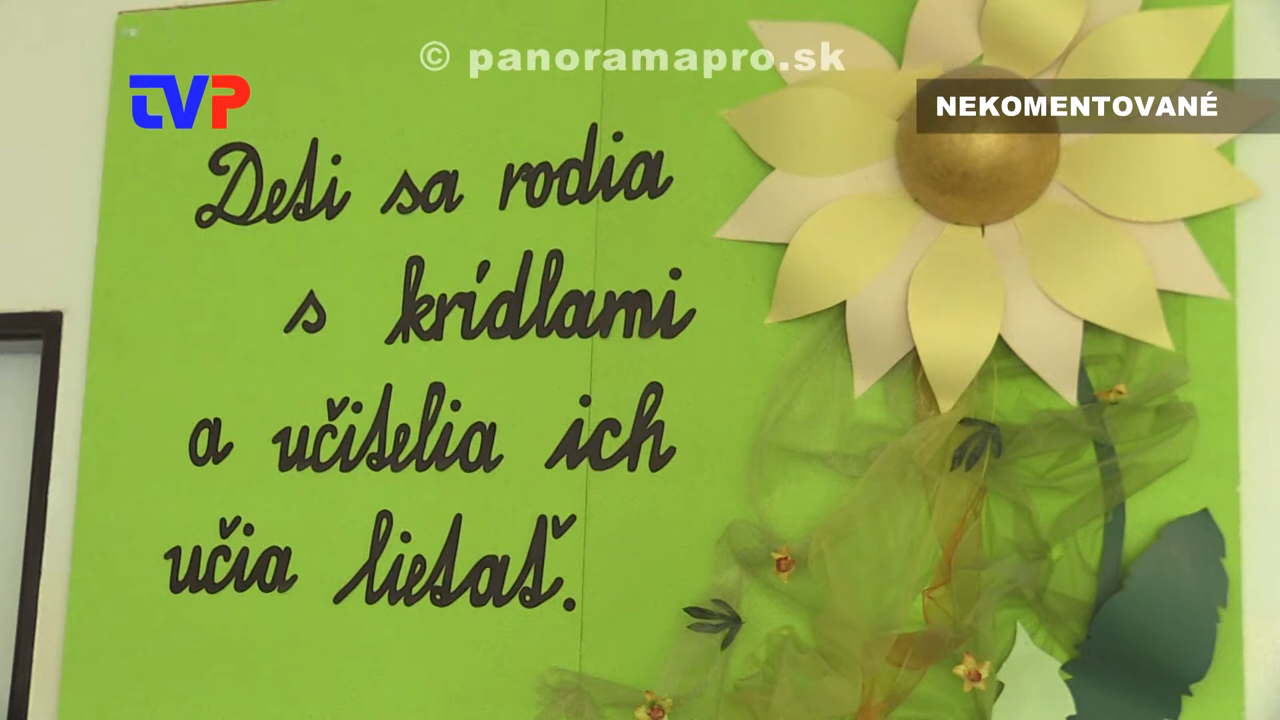 © panoramapro.sk
TVP
NEKOMENTOVANÉ
Deti sa rodia
s krídlami
a učitelia ich
učia lietať.